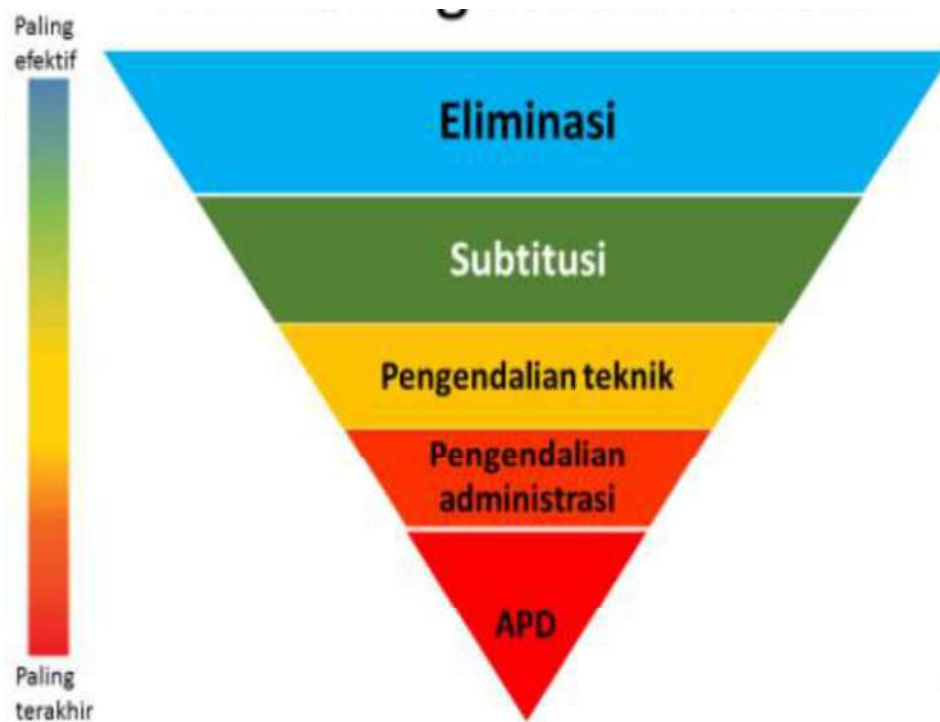 Paling
efektif
Eliminasi
Subtitusi
Pengendalian teknik
Pengendalian
administrasi
APD
Paling
terakhir